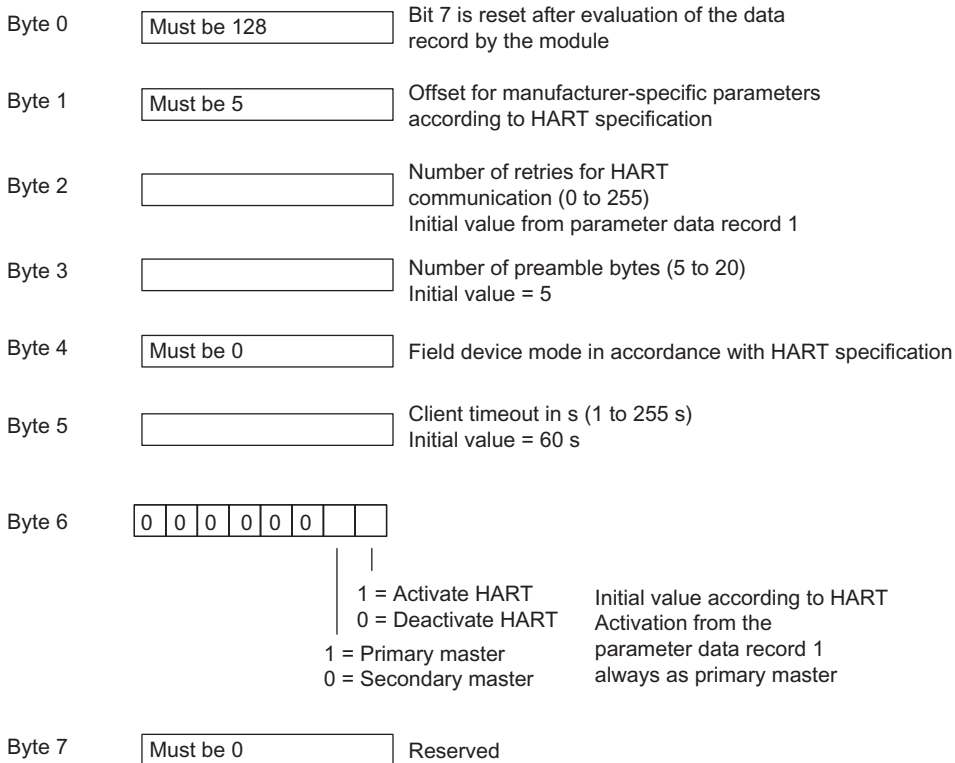 Byte 0
Must be 128
Bit 7 is reset after evaluation of the data
record by the module
Byte 1
Must be 5
Offset for manufacturer-specific parameters
according to HART specification
Byte 2
Number of retries for HART
communication (0 to 255)
Initial value from parameter data record 1
Byte 3
Number of preamble bytes (5 to 20)
Initial value = 5
Byte 4
Must be 0
Field device mode in accordance with HART specification
Byte 5
Client timeout in s (1 to 255 s)
Initial value = 60 s
Byte 6
0 0 0 0 0 0
1 = Activate HART
0 = Deactivate HART
1 = Primary master
0 = Secondary master
Initial value according to HART
Activation from the
parameter data record 1
always as primary master
Byte 7
Must be 0
Reserved